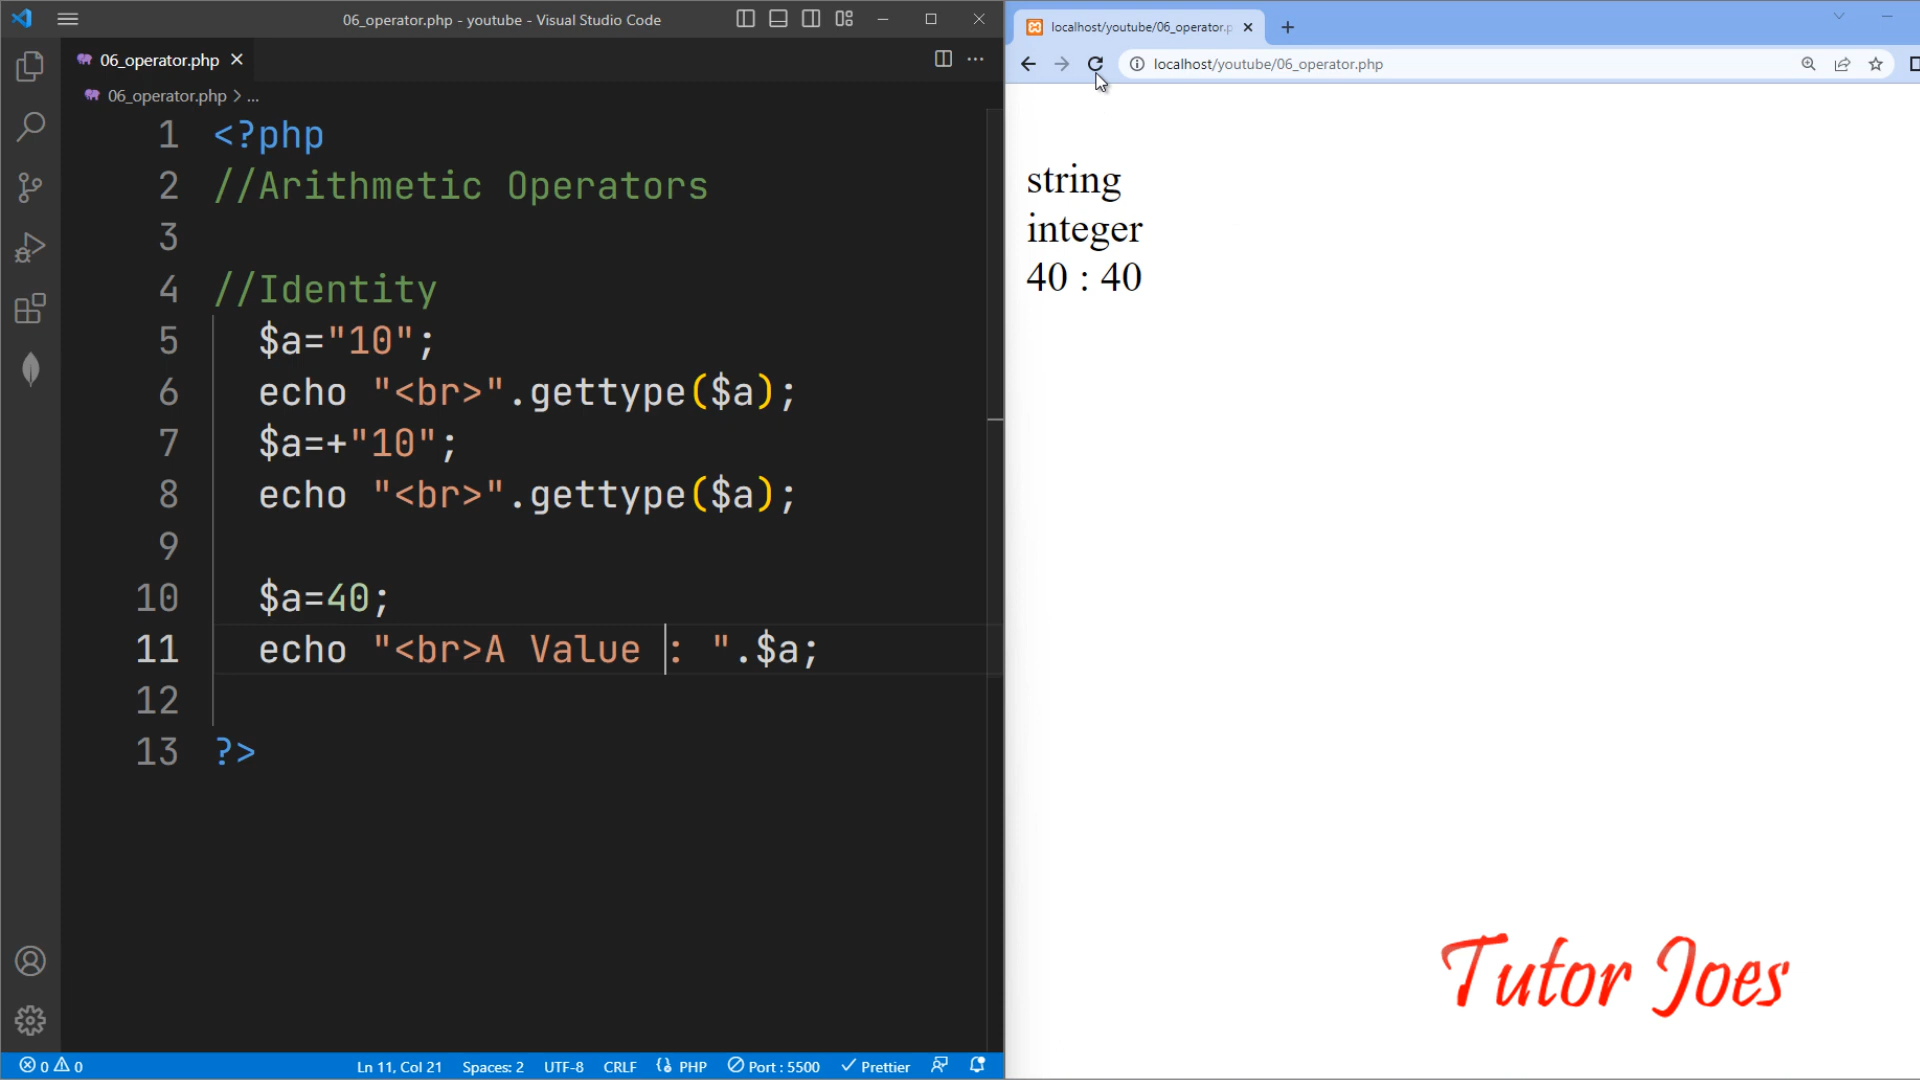 06_operator.php - youtube - Visual Studio Code
06_operator.php
06_operator.php > ...
1 <?php
2 //Arithmetic Operators
3
4 //Identity
5 $a="10";
6 echo "<br>".gettype($a);
7 $a=+"10";
8 echo "<br>".gettype($a);
9
10 $a=40;
11 echo "<br>A Value : ".$a;
12
13 ?>
0 0
Ln 11, Col 21 Spaces: 2 UTF-8 CRLF PHP Port : 5500 Prettier
localhost/youtube/06_operator.p
localhost/youtube/06_operator.php
string
integer
40 : 40
Tutor Joes